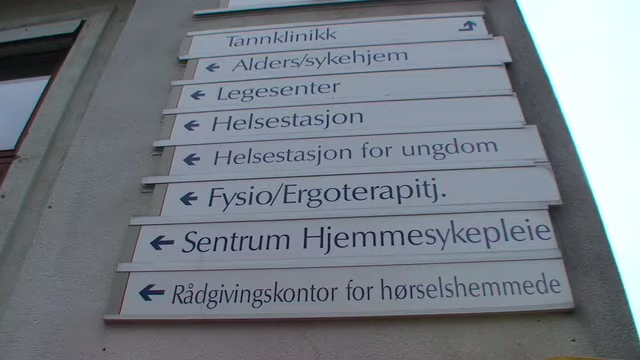 Tannklinikk
Alders/sykehjem
Legesenter
Helsestasjon
Helsestasjon for ungdom
Fysio/Ergoterapitj.
Sentrum Hjemmesykepleie
Rådgivingskontor for hørselshemmede